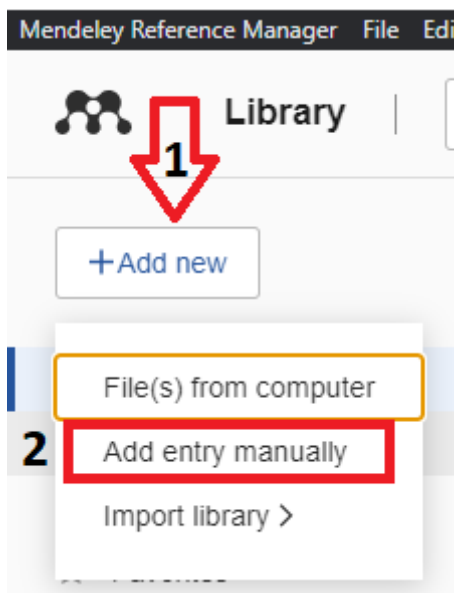 Mendeley Reference Manager File Edi
Library
1
+Add new
File(s) from computer
2 Add entry manually
Import library >